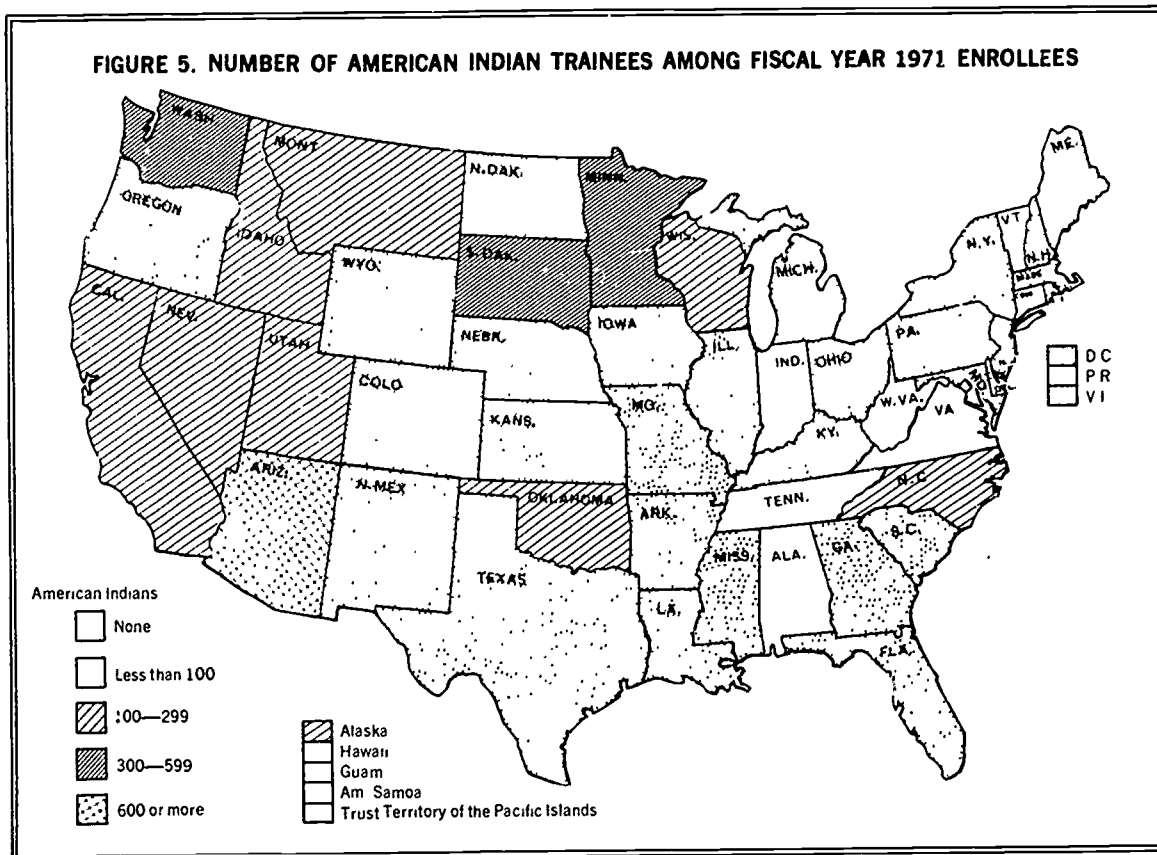 FIGURE 5. NUMBER OF AMERICAN INDIAN TRAINEES AMONG FISCAL YEAR 1971 ENROLLEES
WASH
MONT
N.DAK.
MINN.
ME.
OREGON
IDAHO
WYO.
S. DAK.
WIS.
MICH.
N.Y.
VT
N.H.
MASS
CAL.
NEV.
UTAH
COLO
NEBR.
IOWA
ILL.
IND.
OHIO
PA.
W.VA.
VA
MD.
DC
PR
VI
KANS.
MO.
KY.
ARIZ.
N-MEX
OKLAHOMA
ARK.
TENN.
N.C
S.C.
TEXAS
LA.
MISS.
ALA.
GA.
FLA.
American Indians
None
Less than 100
:00—299
300—599
600 or more
Alaska
Hawaii
Guam
Am Samoa
Trust Territory of the Pacific Islands